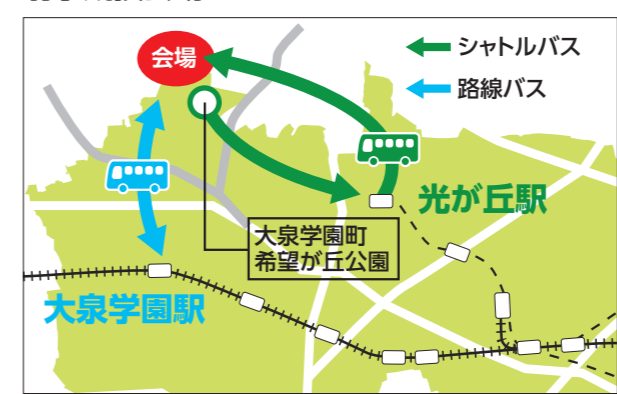 会場
シャトルバス
路線バス
光が丘駅
大泉学園町
希望が丘公園
大泉学園駅